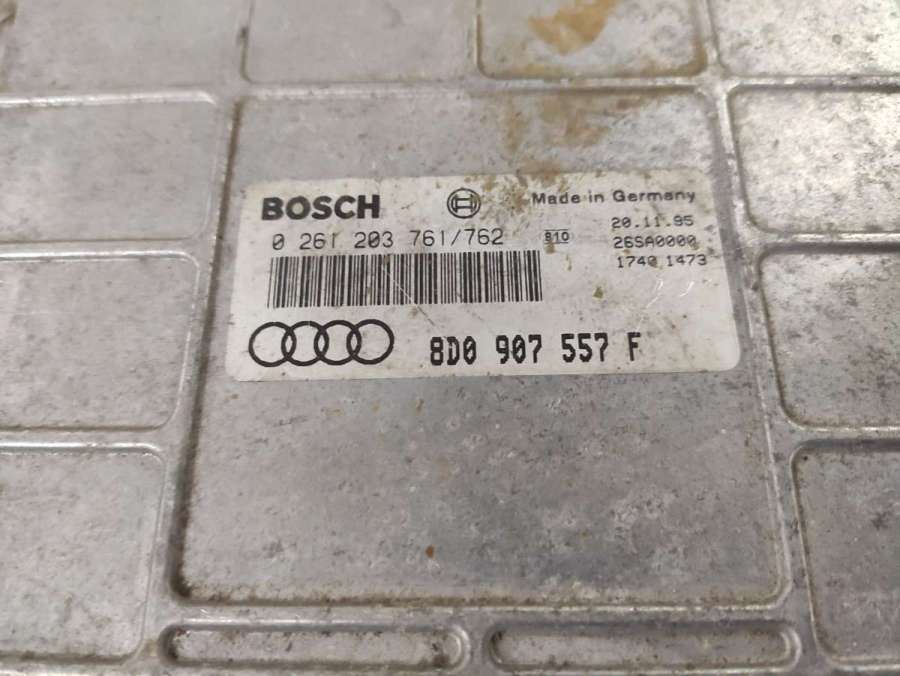 BOSCH
Made in Germany
0 261 203 761/762
810
20.11.95
26SA0000
1740 1473
8D0 907 557 F